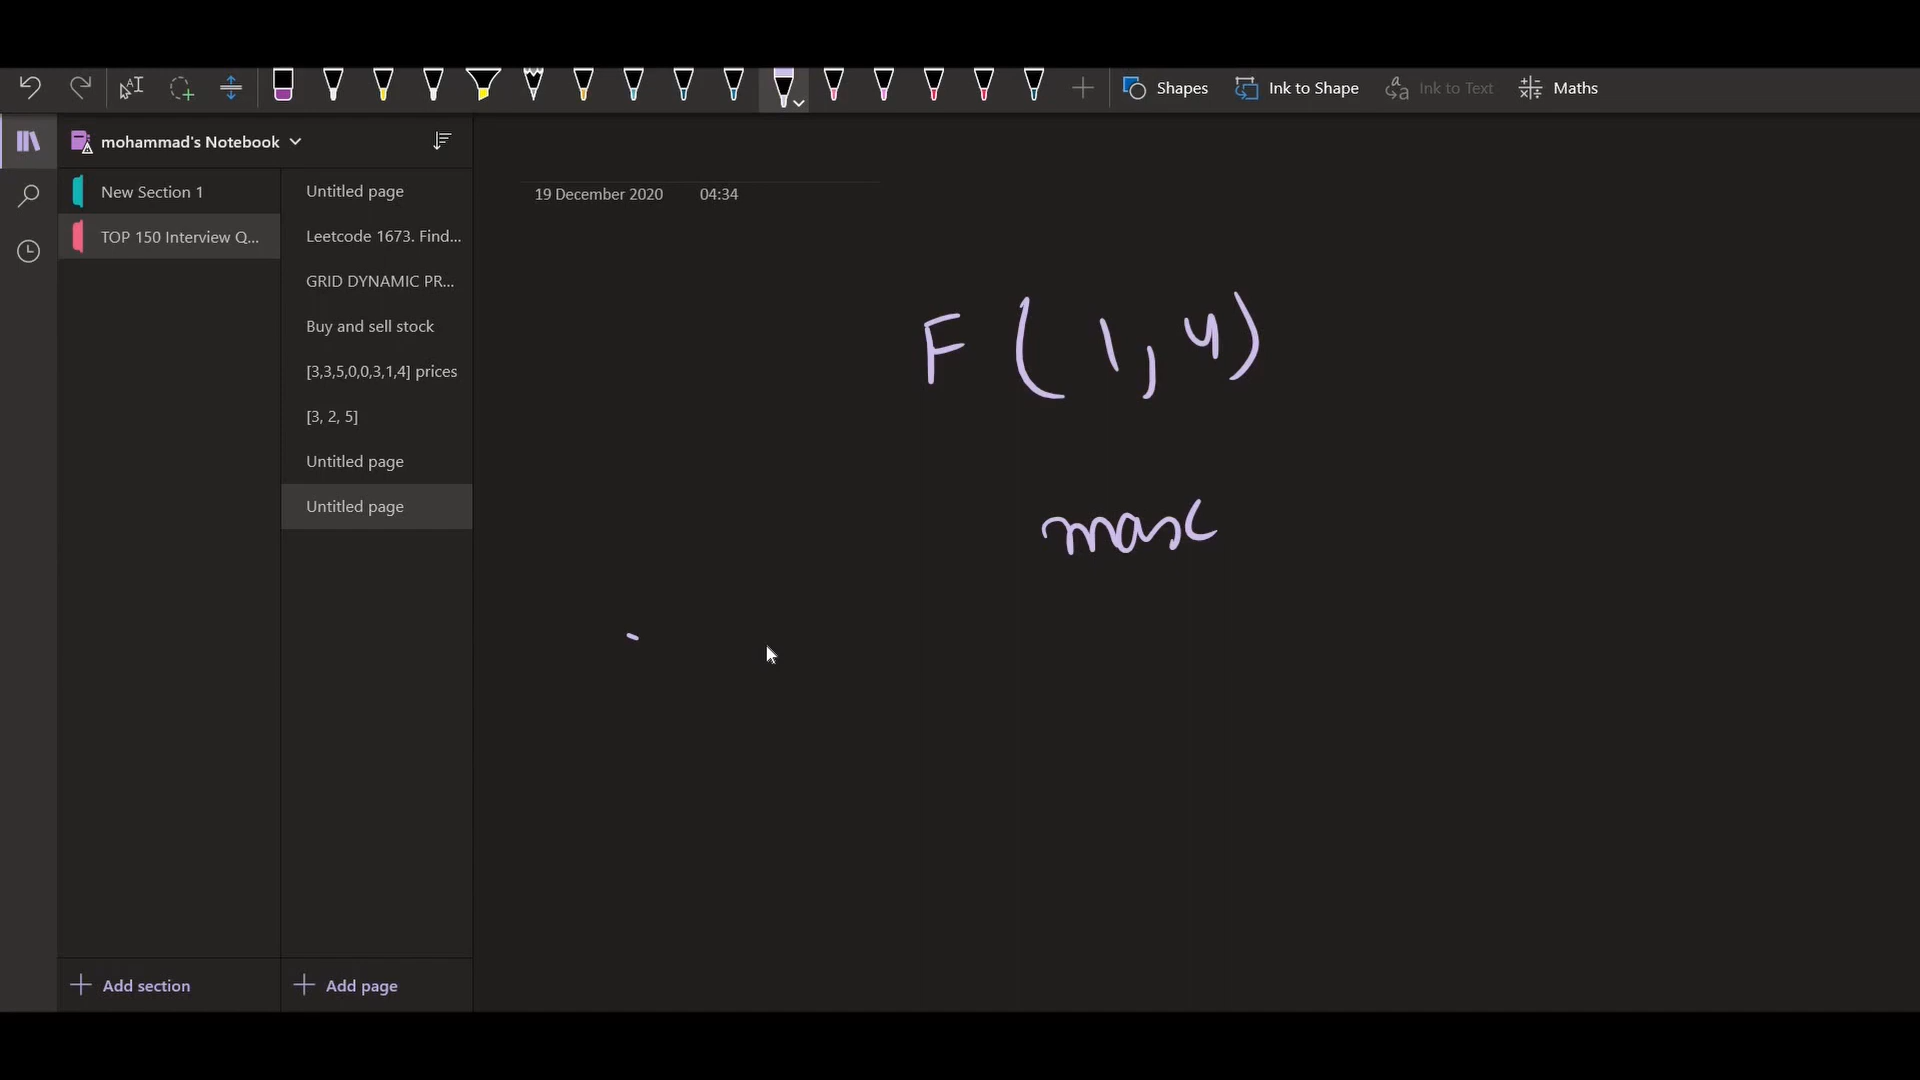 Shapes
Ink to Shape
Ink to Text
Maths
mohammad's Notebook
New Section 1
TOP 150 Interview Q...
Untitled page
Leetcode 1673. Find...
GRID DYNAMIC PR...
Buy and sell stock
[3,3,5,0,0,3,1,4] prices
[3, 2, 5]
Untitled page
Untitled page
Add section
Add page
19 December 2020 04:34
F ( 1, 4)
max